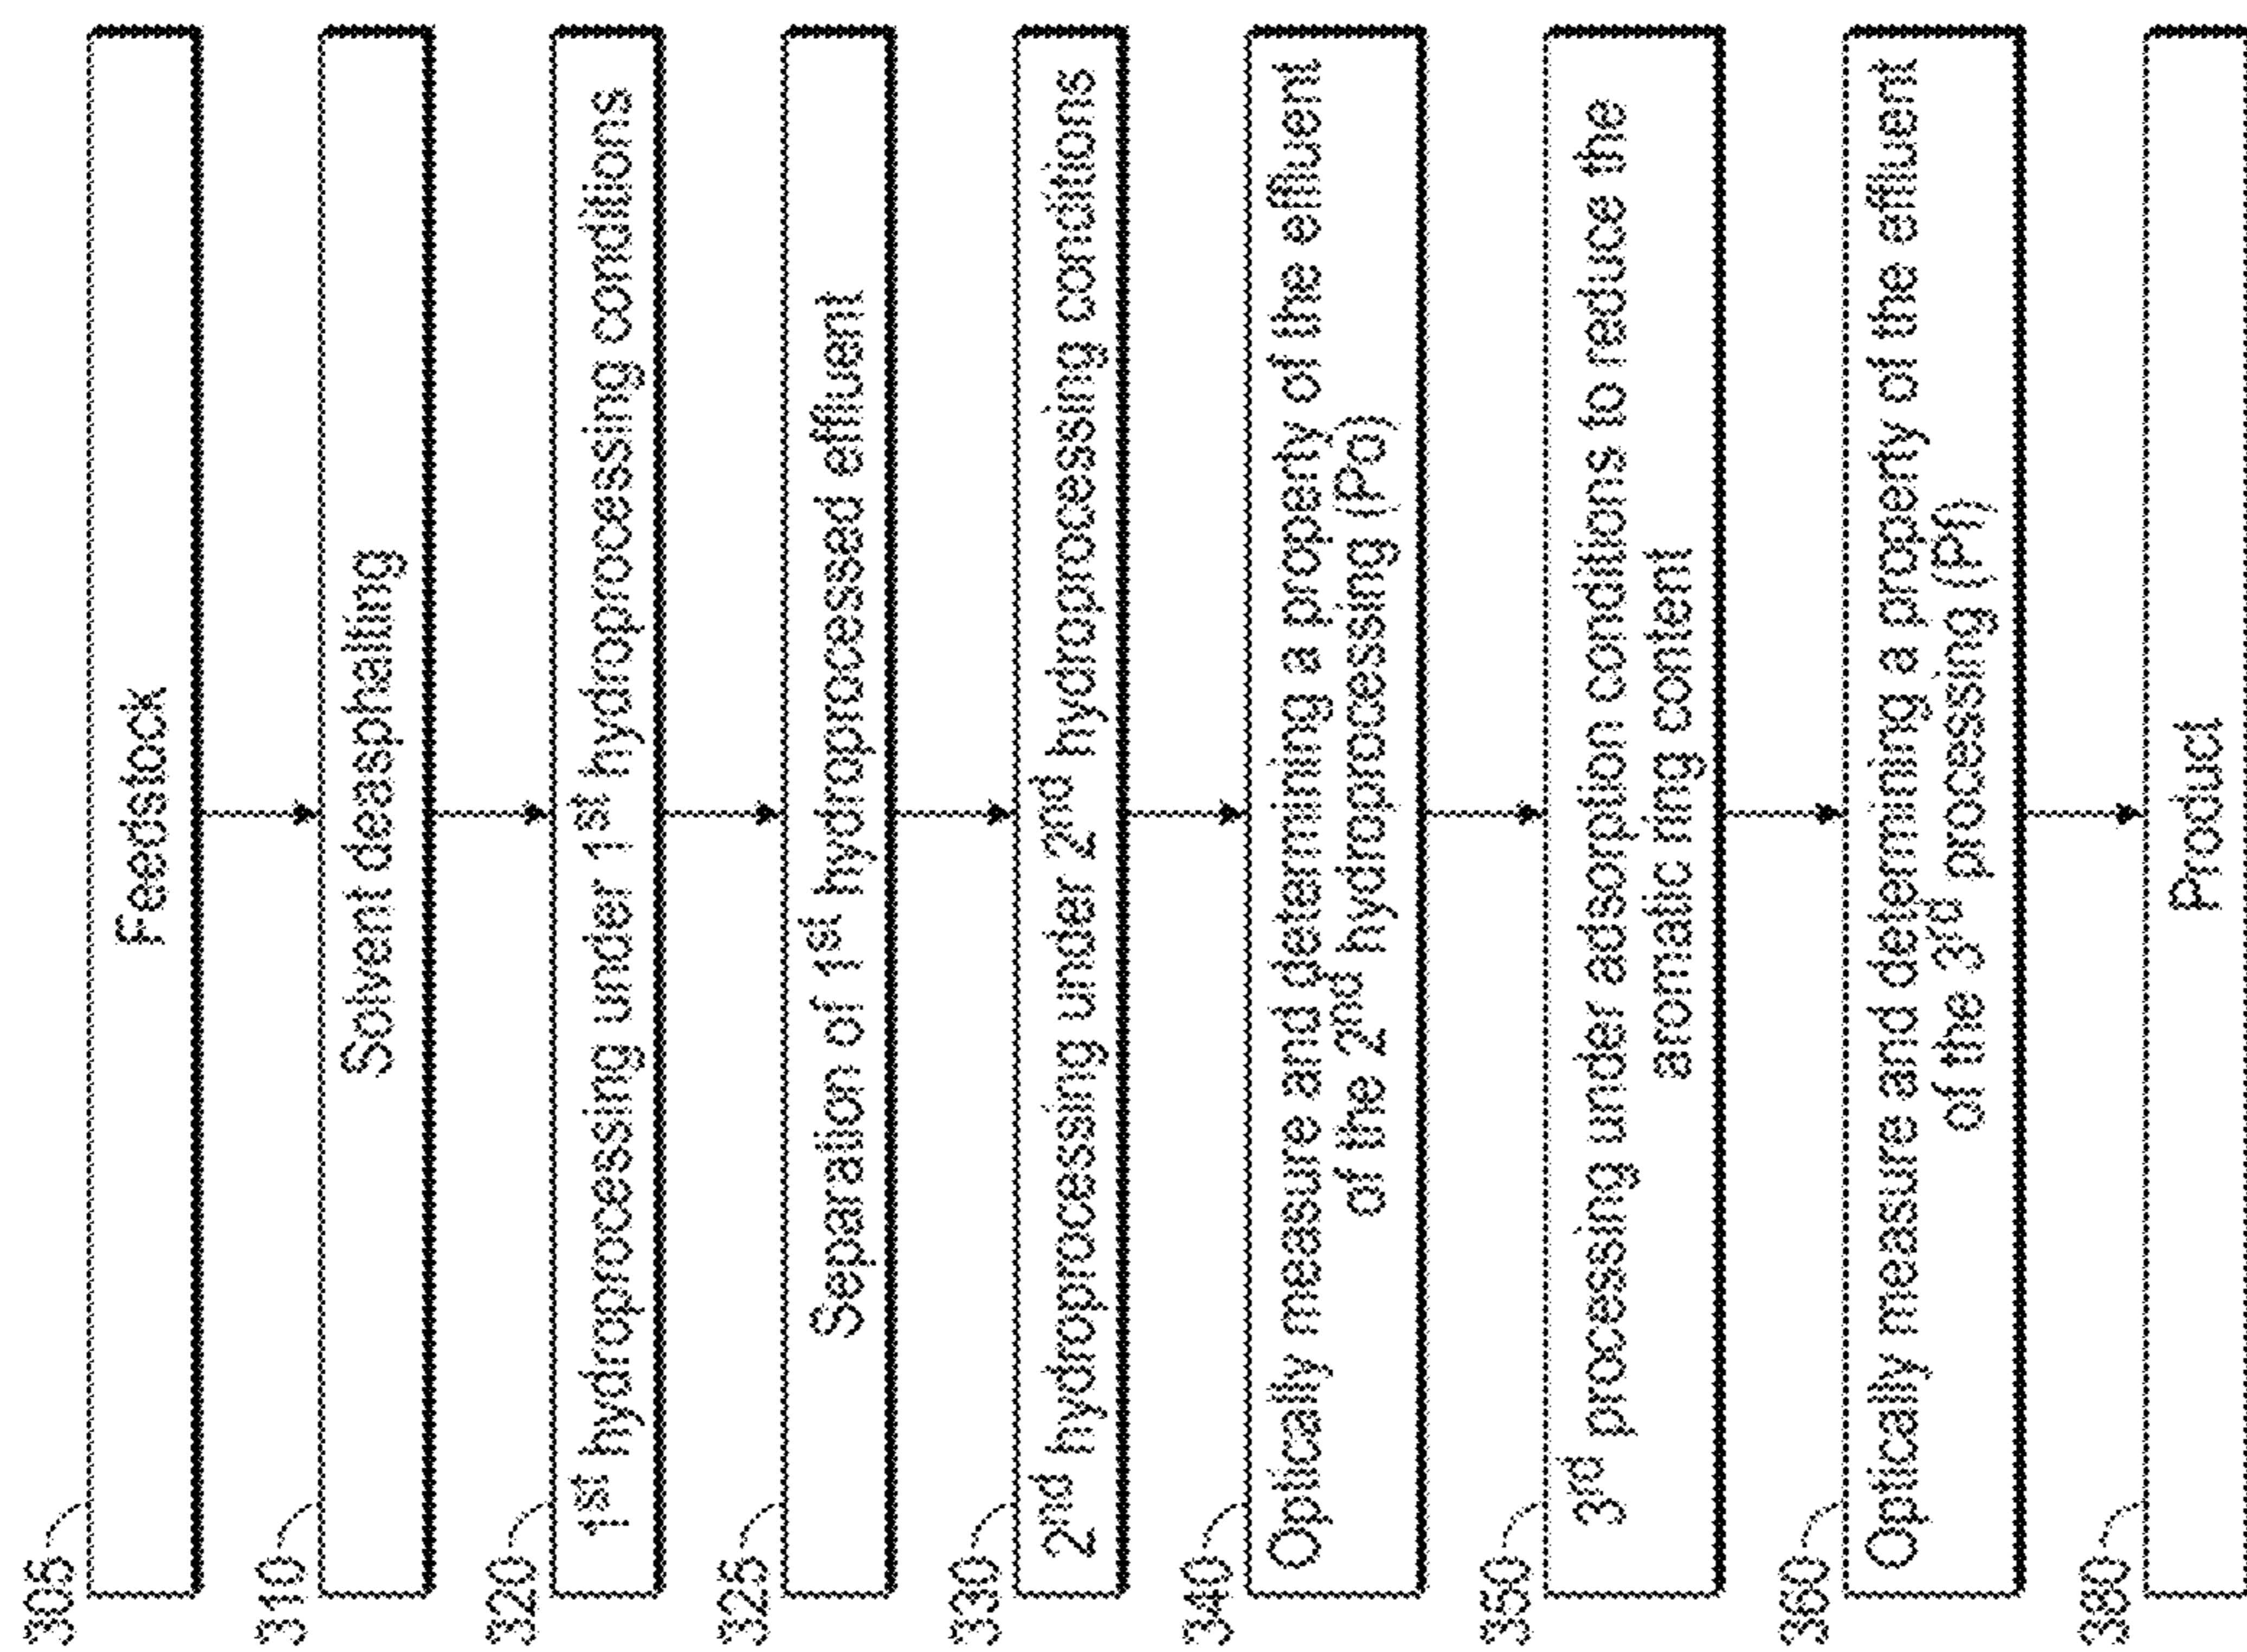 305
Feedstock
310
Solvent deasphalting
320
1st hydroprocessing under 1st hydroprocessing conditions
325
Separation of 1st hydroprocessed effluent
330
2nd hydroprocessing under 2nd hydroprocessing conditions
340
Optically measure and determining a property of the effluent
of the 2nd hydroprocessing (Po)
350
3rd processing under adsorption conditions to reduce the
aromatic ring content
360
Optically measure and determining a property of the effluent
of the 3rd processing (Pf)
380
Product